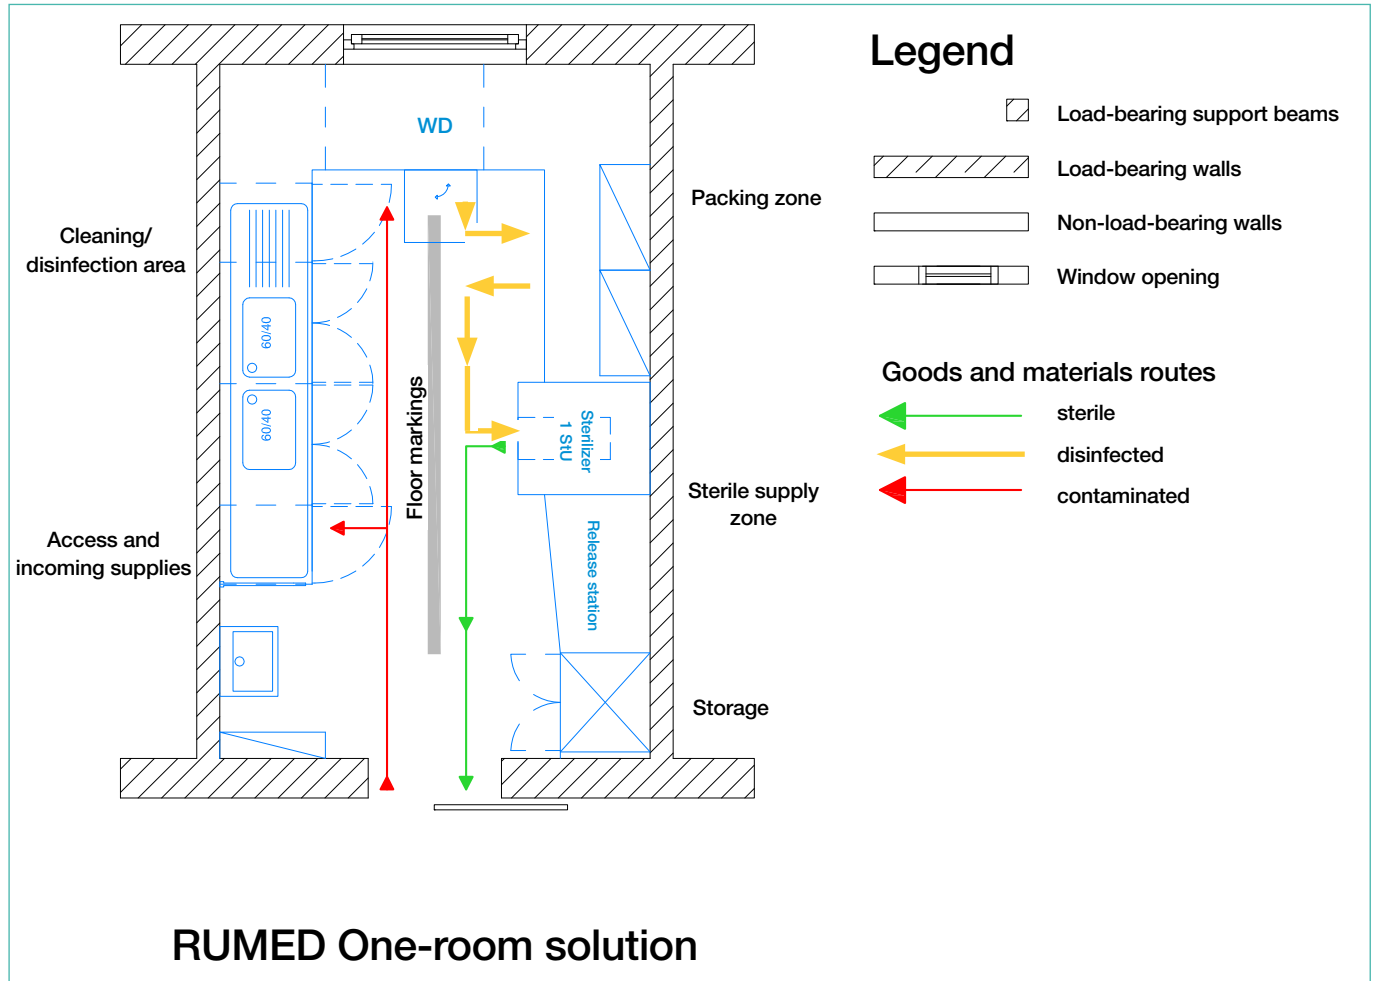 Legend
Load-bearing support beams
Load-bearing walls
Non-load-bearing walls
Window opening
Goods and materials routes
sterile
disinfected
contaminated
WD
Packing zone
Cleaning/
disinfection area
60/40
60/40
Floor markings
Sterilizer
1 StU
Sterile supply
zone
Access and
incoming supplies
Release station
Storage
RUMED One-room solution